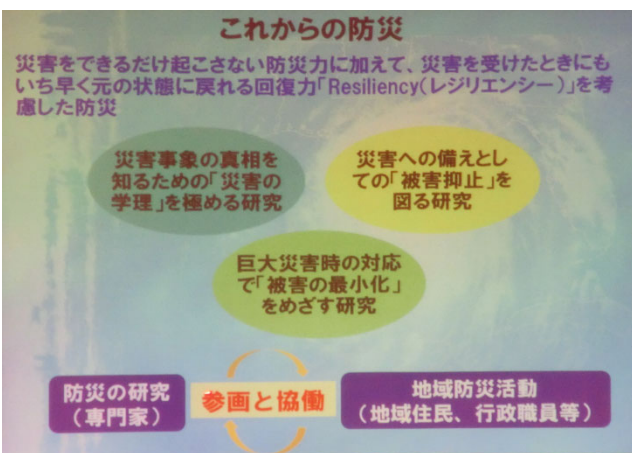 これからの防災
災害をできるだけ起こさない防災力に加えて、災害を受けたときにも
いち早く元の状態に戻れる回復力「Resiliency(レジリエンシー)」を考
慮した防災
災害事象の真相を
知るための「災害の
学理」を極める研究
災害への備えとし
ての「被害抑止」を
図る研究
巨大災害時の対応
で「被害の最小化」
をめざす研究
防災の研究
（専門家）
参画と協働
地域防災活動
（地域住民、行政職員等）